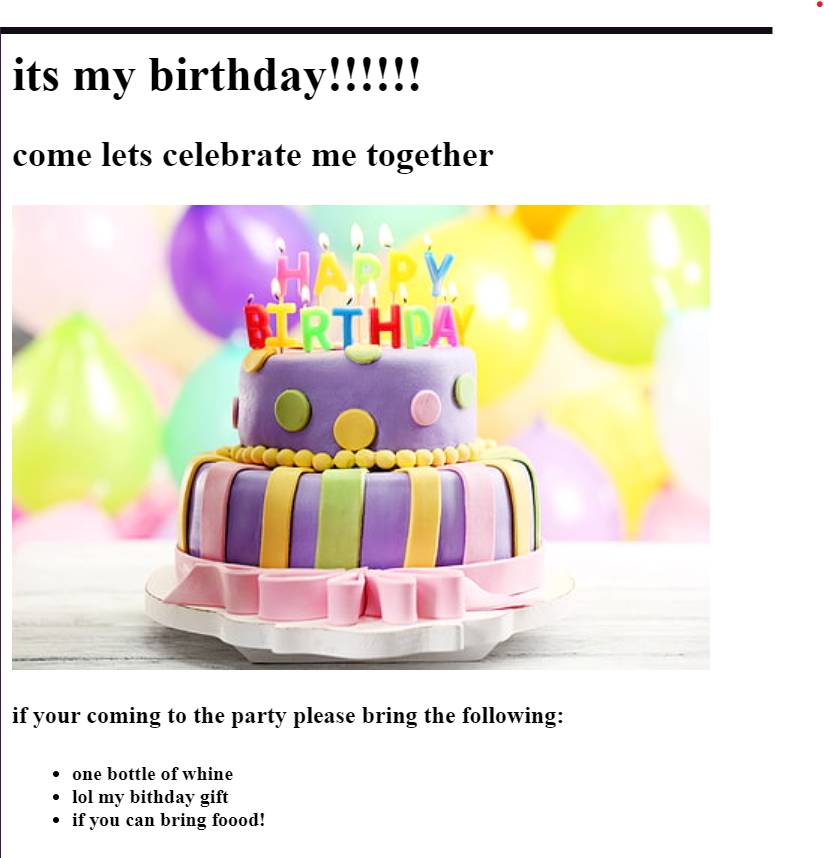 its my birthday!!!!!!
come lets celebrate me together
HAPPY
BIRTHDAY
if your coming to the party please bring the following:
one bottle of whine
lol my bithday gift
if you can bring foood!